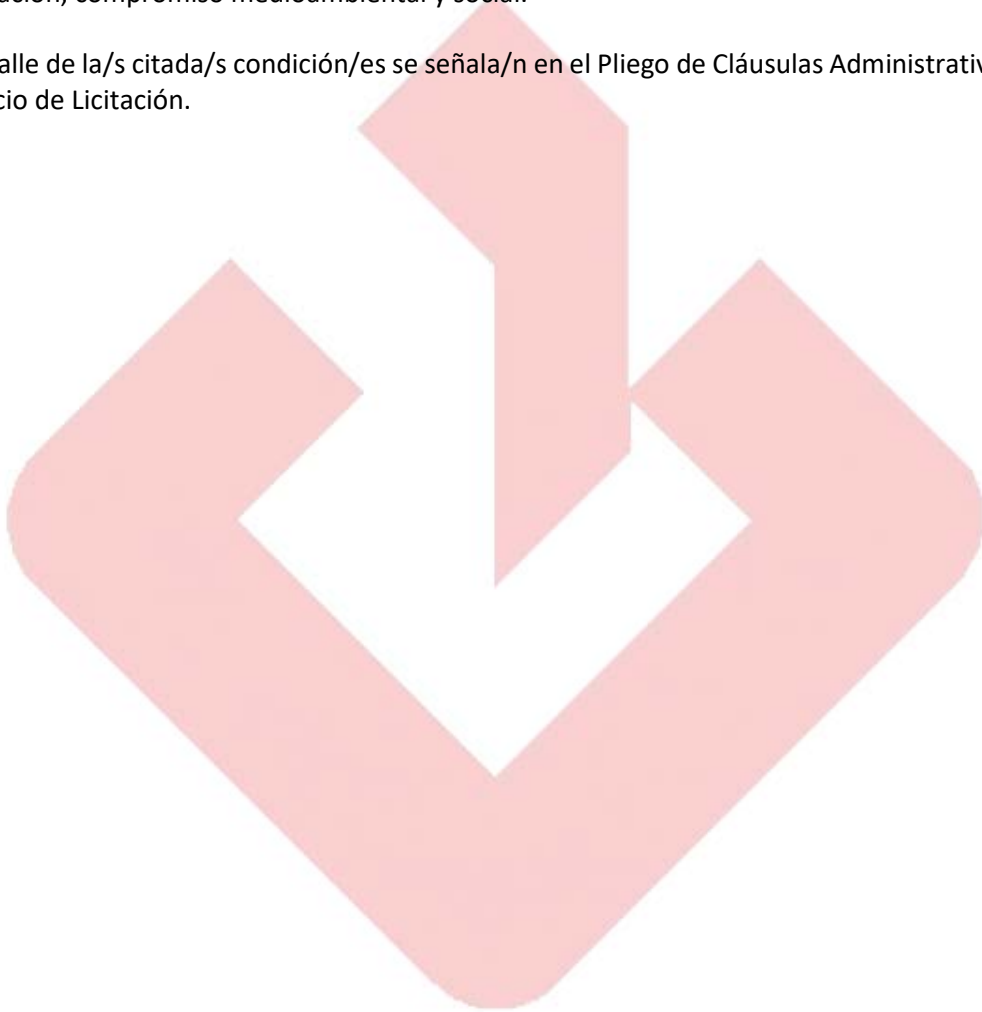 ación, compromiso medioambiental y social.
alle de la/s citada/s condición/es se señala/n en el Pliego de Cláusulas Administrativ
cio de Licitación.